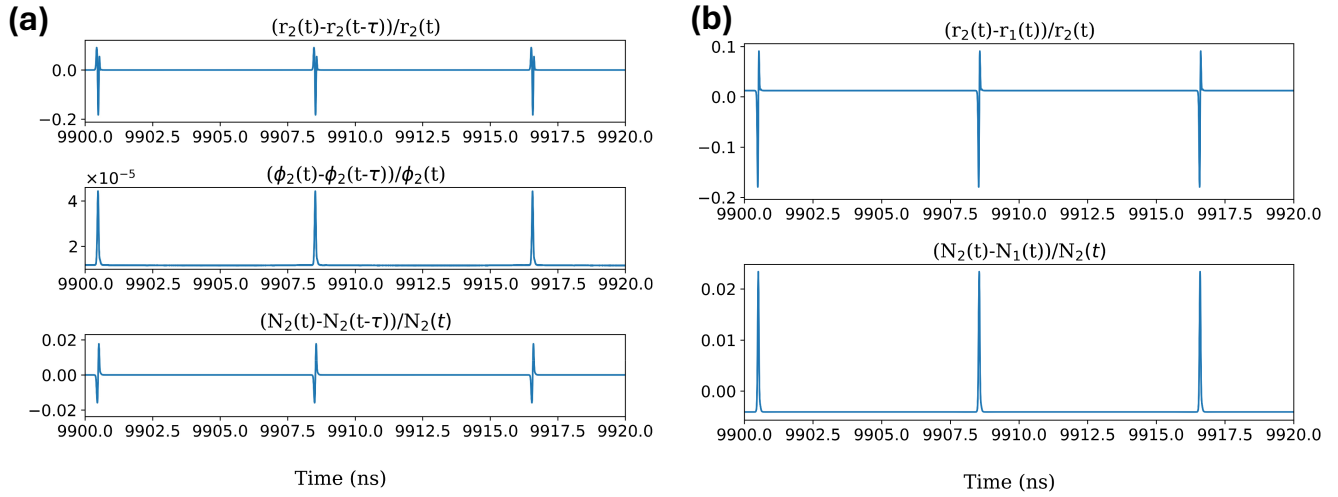 (a)
(r₂(t)-r₂(t-τ))/r₂(t)
0.0
−0.2
9900.0 9902.5 9905.0 9907.5 9910.0 9912.5 9915.0 9917.5 9920.0
×10⁻⁵
(ϕ₂(t)-ϕ₂(t-τ))/ϕ₂(t)
4
2
9900.0 9902.5 9905.0 9907.5 9910.0 9912.5 9915.0 9917.5 9920.0
(N₂(t)-N₂(t-τ))/N₂(t)
0.02
0.00
−0.02
9900.0 9902.5 9905.0 9907.5 9910.0 9912.5 9915.0 9917.5 9920.0
Time (ns)
(b)
(r₂(t)-r₁(t))/r₂(t)
0.1
0.0
−0.1
−0.2
9900.0 9902.5 9905.0 9907.5 9910.0 9912.5 9915.0 9917.5 9920.0
(N₂(t)-N₁(t))/N₂(t)
0.02
0.01
0.00
9900.0 9902.5 9905.0 9907.5 9910.0 9912.5 9915.0 9917.5 9920.0
Time (ns)